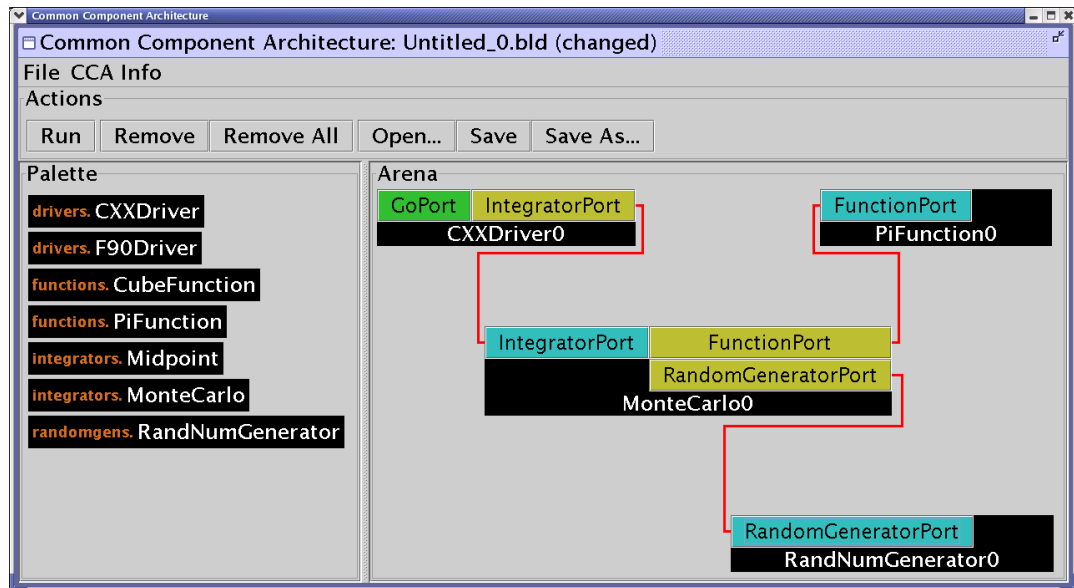 Common Component Architecture
Common Component Architecture: Untitled_0.bld (changed)
File CCA Info
Actions
Run Remove Remove All Open... Save Save As...
Palette
drivers. CXXDriver
drivers. F90Driver
functions. CubeFunction
functions. PiFunction
integrators. Midpoint
integrators. MonteCarlo
randomgens. RandNumGenerator
Arena
GoPort IntegratorPort
CXXDriver0
FunctionPort
PiFunction0
IntegratorPort FunctionPort
RandomGeneratorPort
MonteCarlo0
RandomGeneratorPort
RandNumGenerator0